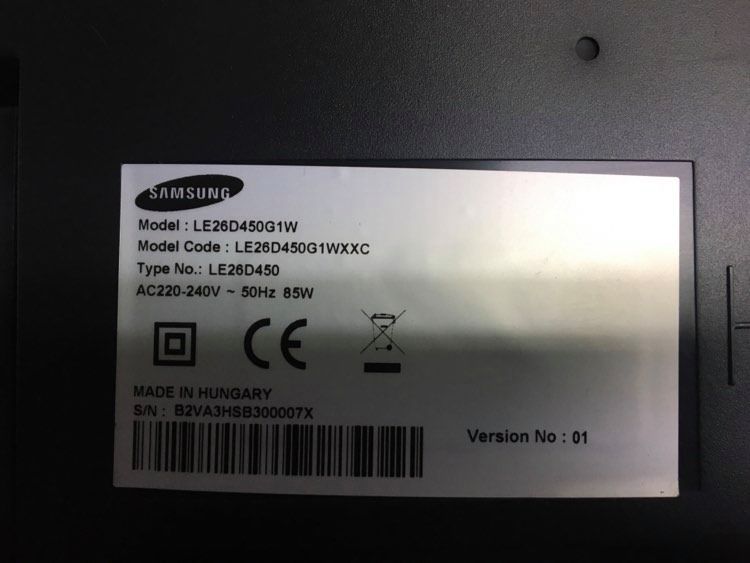 SAMSUNG
Model : LE26D450G1W
Model Code : LE26D450G1WXXC
Type No.: LE26D450
AC220-240V ~ 50Hz 85W
CE
MADE IN HUNGARY
S/N : B2VA3HSB300007X
Version No : 01